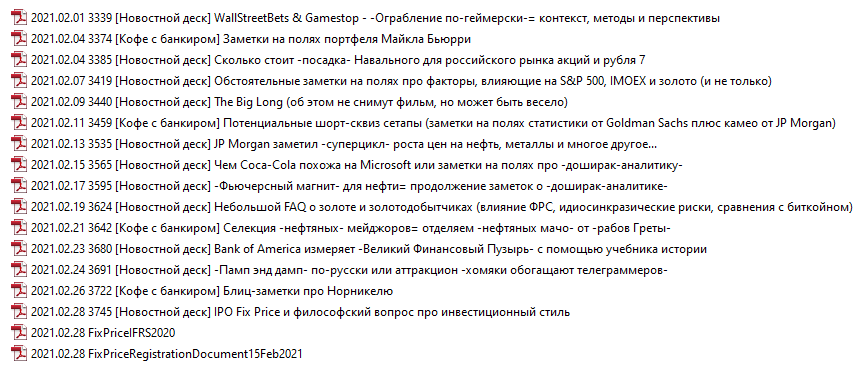 2021.02.01 3339 [Новостной деск] WallStreetBets & Gamestop - -Ограбление по-геймерски-= контекст, методы и перспективы
2021.02.04 3374 [Кофе с банкиром] Заметки на полях портфеля Майкла Бьюрри
2021.02.04 3385 [Новостной деск] Сколько стоит -посадка- Навального для российского рынка акций и рубля 7
2021.02.07 3419 [Новостной деск] Обстоятельные заметки на полях про факторы, влияющие на S&P 500, IMOEX и золото (и не только)
2021.02.09 3440 [Новостной деск] The Big Long (об этом не снимут фильм, но может быть весело)
2021.02.11 3459 [Кофе с банкиром] Потенциальные шорт-сквиз сетапы (заметки на полях статистики от Goldman Sachs плюс камео от JP Morgan)
2021.02.13 3535 [Новостной деск] JP Morgan заметил -суперцикл- роста цен на нефть, металлы и многое другое...
2021.02.15 3565 [Новостной деск] Чем Coca-Cola похожа на Microsoft или заметки на полях про -доширак-аналитику-
2021.02.17 3595 [Новостной деск] -Фьючерсный магнит- для нефти= продолжение заметок о -доширак-аналитике-
2021.02.19 3624 [Новостной деск] Небольшой FAQ о золоте и золотодобытчиках (влияние ФРС, идиосинкразические риски, сравнения с биткойном)
2021.02.21 3642 [Кофе с банкиром] Селекция -нефтяных- мейджоров= отделяем -нефтяных мачо- от -рабов Греты-
2021.02.23 3680 [Новостной деск] Bank of America измеряет -Великий Финансовый Пузырь- с помощью учебника истории
2021.02.24 3691 [Новостной деск] -Памп энд дамп- по-русски или аттракцион -хомяки обогащают телеграммеров-
2021.02.26 3722 [Кофе с банкиром] Блиц-заметки про Норникелю
2021.02.28 3745 [Новостной деск] IPO Fix Price и философский вопрос про инвестиционный стиль
2021.02.28 FixPriceIFRS2020
2021.02.28 FixPriceRegistrationDocument15Feb2021